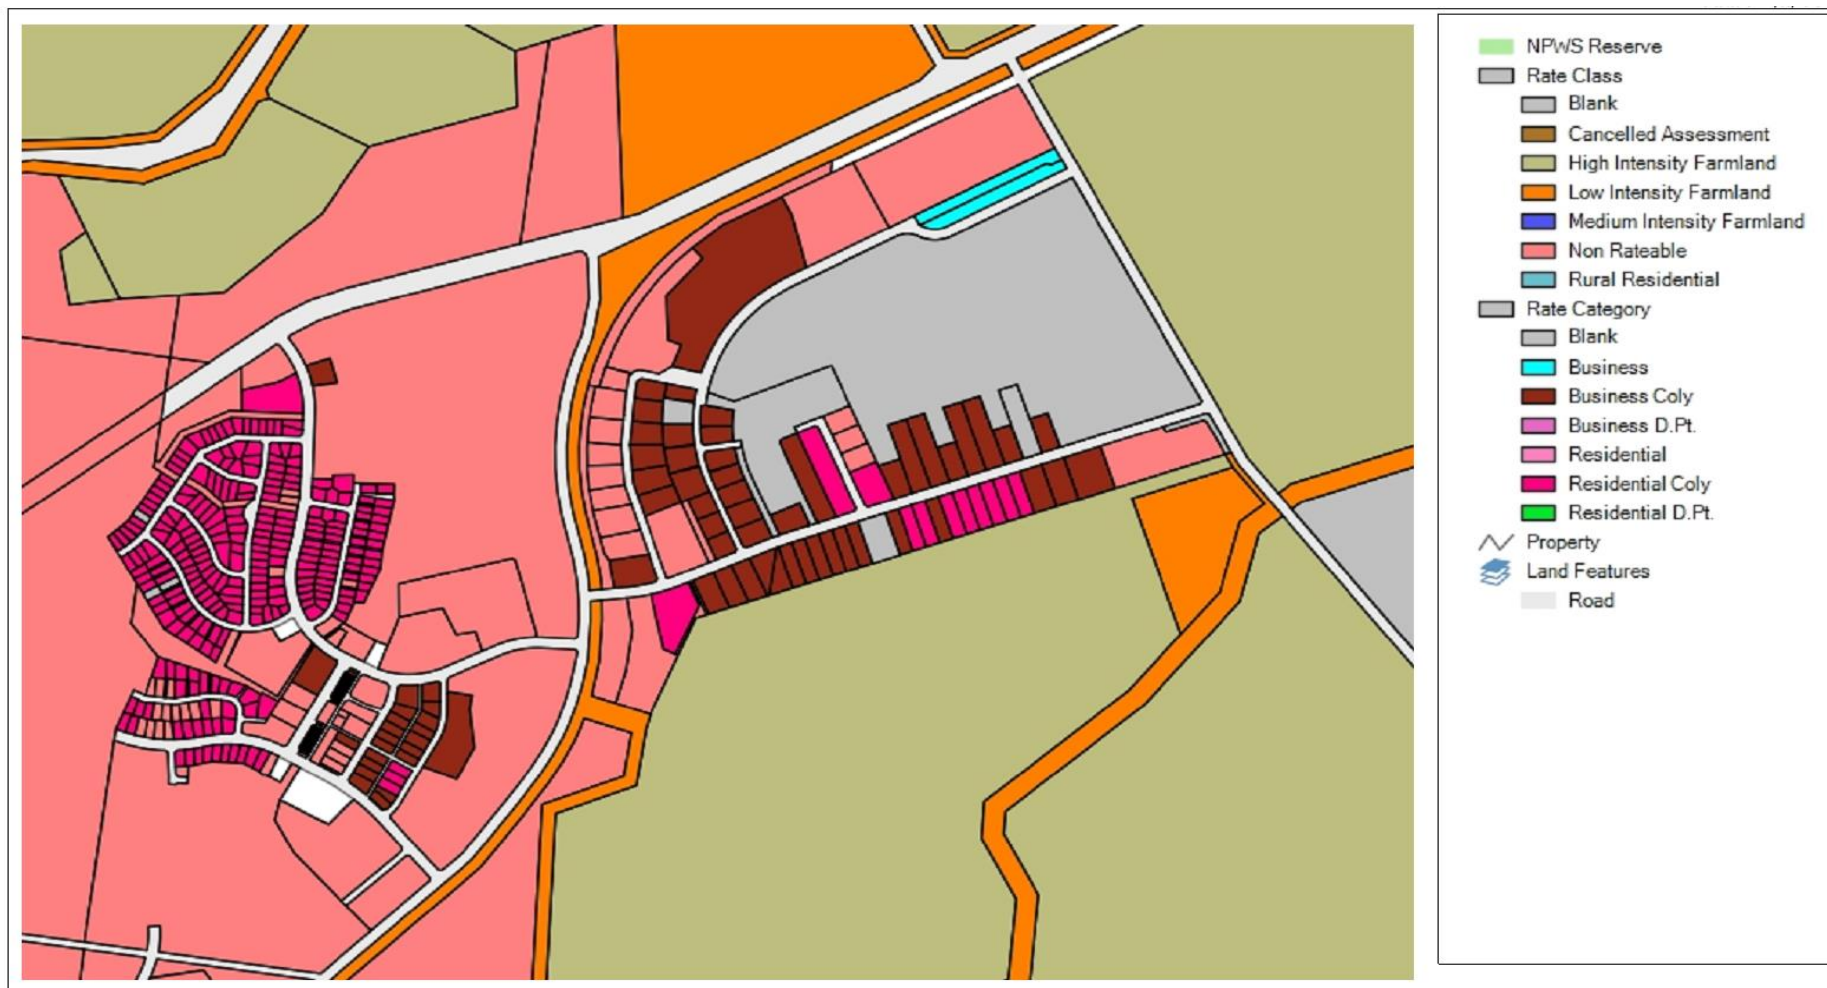 NPWS Reserve
Rate Class
Blank
Cancelled Assessment
High Intensity Farmland
Low Intensity Farmland
Medium Intensity Farmland
Non Rateable
Rural Residential
Rate Category
Blank
Business
Business Coly
Business D.Pt.
Residential
Residential Coly
Residential D.Pt.
Property
Land Features
Road